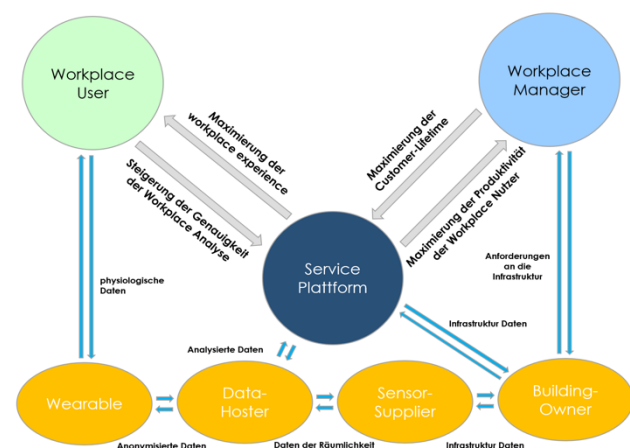 Workplace
User
Workplace
Manager
Maximierung der
workplace experience
Steigerung der Genauigkeit
der Workplace Analyse
Maximierung der
Customer-Lifetime
Maximierung der Produktivität
der Workplace Nutzer
Service
Plattform
physiologische
Daten
Anforderungen
an die
Infrastruktur
Infrastruktur Daten
Analysierte Daten
Wearable
Data-
Hoster
Sensor-
Supplier
Building-
Owner
Anonymisierte Daten
Daten der Räumlichkeit
Infrastruktur Daten